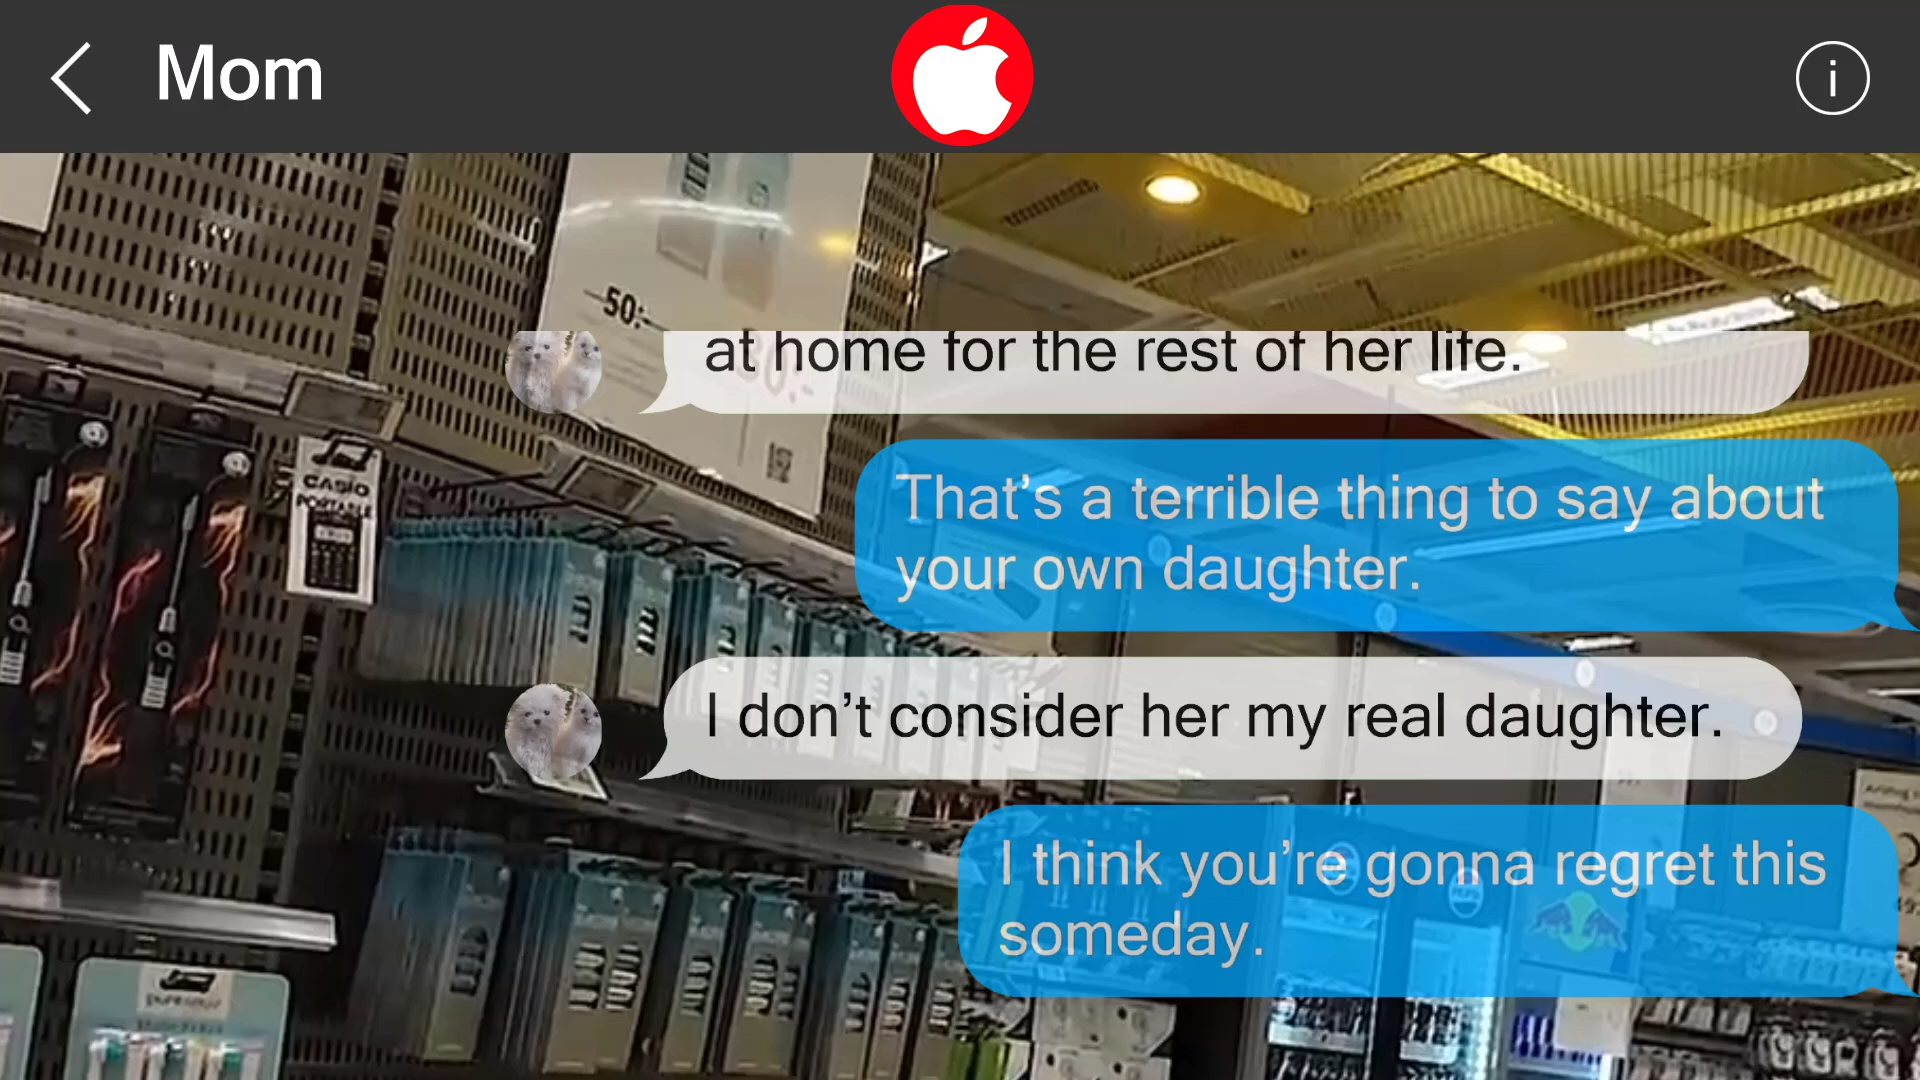 Mom
50:-
at home for the rest of her life.
That's a terrible thing to say about
your own daughter.
CASIO
PORTABLE
I don't consider her my real daughter.
I think you're gonna regret this
someday.